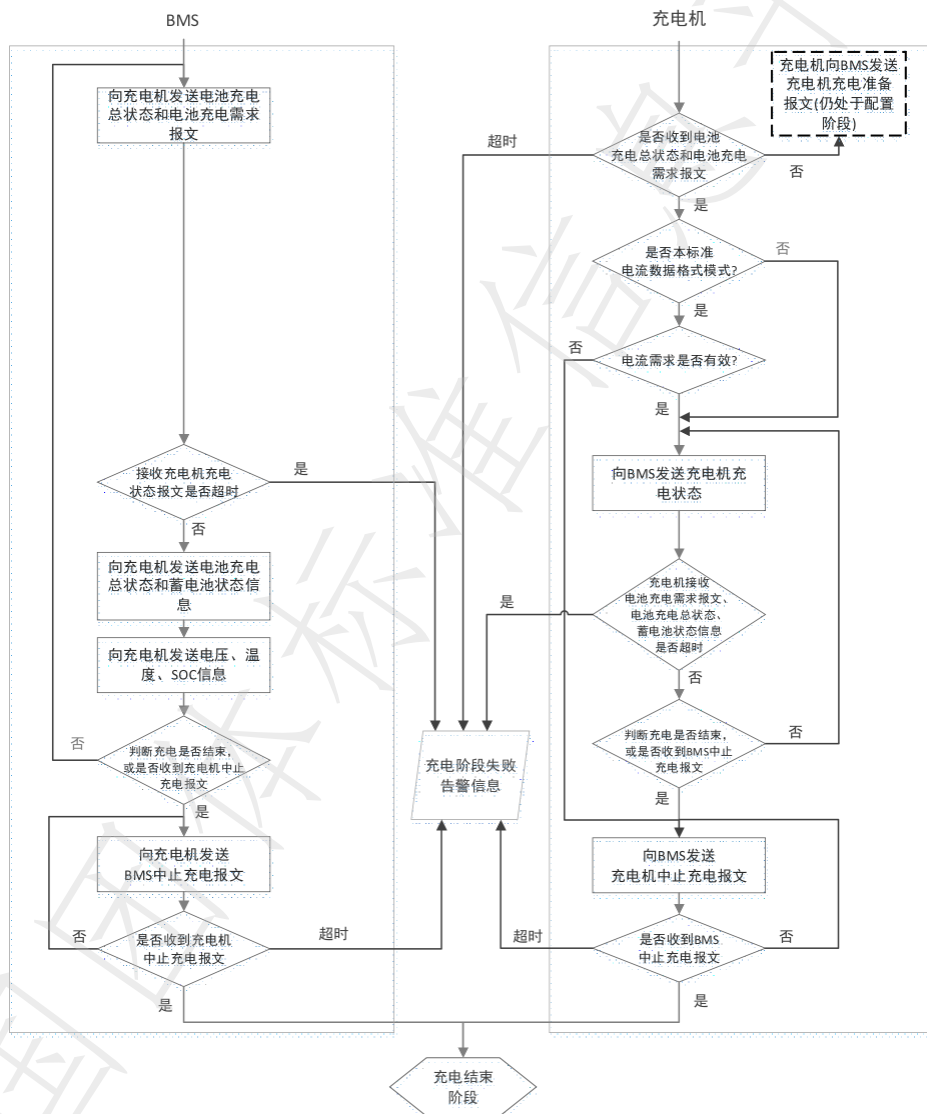 BMS
向充电机发送电池充电
总状态和电池充电需求
报文
接收充电机充电
状态报文是否超时
是
否
向充电机发送电池充电
总状态和蓄电池状态信
息
向充电机发送电压、温
度、SOC信息
否
判断充电是否结束，
或是否收到充电机中止
充电报文
是
向充电机发送
BMS中止充电报文
否
是否收到充电机
中止充电报文
超时
是
充电机
充电机向BMS发送
充电机充电准备
报文(仍处于配置
阶段)
超时
是否收到电池
充电总状态和电池充电
需求报文
否
是
是否本标准
电流数据格式模式?
否
是
否
电流需求是否有效?
是
向BMS发送充电机充
电状态
是
充电机接收
电池充电需求报文、
电池充电总状态、
蓄电池状态信息
是否超时
否
判断充电是否结束，
或是否收到BMS中止
充电报文
否
是
充电阶段失败
告警信息
向BMS发送
充电机中止充电报文
超时
是否收到BMS
中止充电报文
否
是
充电结束
阶段